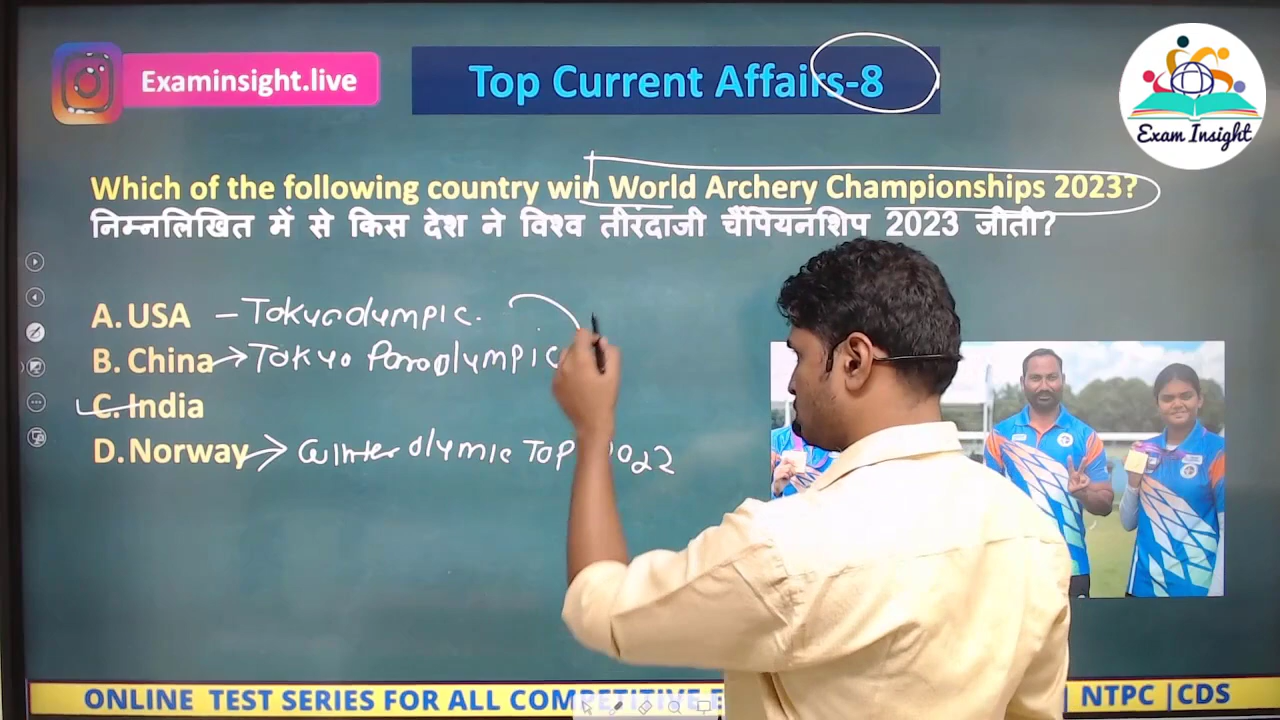 Examinsight.live
Top Current Affairs-8
Exam Insight
Which of the following country win World Archery Championships 2023?
निम्नलिखित में से किस देश ने विश्व तीरंदाजी चैंपियनशिप 2023 जीती?
A. USA - Tokyo olympic.
B. China → Tokyo Paraolympic
C. India
D. Norway → Winter olymic Top 2022
ONLINE TEST SERIES FOR ALL COMPETITIVE E | NTPC |CDS